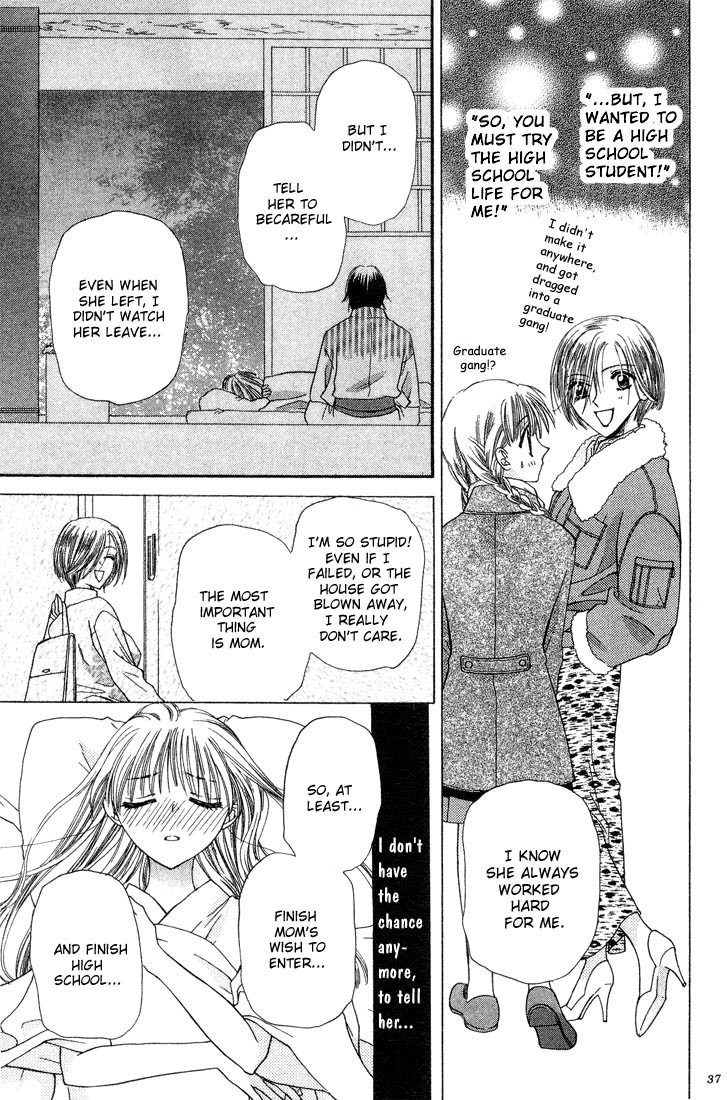 "...BUT, I
WANTED TO
BE A HIGH
SCHOOL
STUDENT!"
"SO, YOU
MUST TRY
THE HIGH
SCHOOL
LIFE FOR
ME!"
I didn't
make it
anywhere,
and got
dragged
into a
graduate
gang!
Graduate
gang!?
I KNOW
SHE ALWAYS
WORKED
HARD
FOR ME.
BUT I
DIDN'T...
TELL
HER TO
BECAREFUL
...
EVEN WHEN
SHE LEFT, I
DIDN'T WATCH
HER LEAVE...
I'M SO STUPID!
EVEN IF I
FAILED, OR THE
HOUSE GOT
BLOWN AWAY,
I REALLY
DON'T CARE.
THE MOST
IMPORTANT
THING
IS MOM.
I don't
have
the
chance
any-
more,
to tell
her...
SO, AT
LEAST...
FINISH
MOM'S
WISH TO
ENTER...
AND FINISH
HIGH
SCHOOL...
37